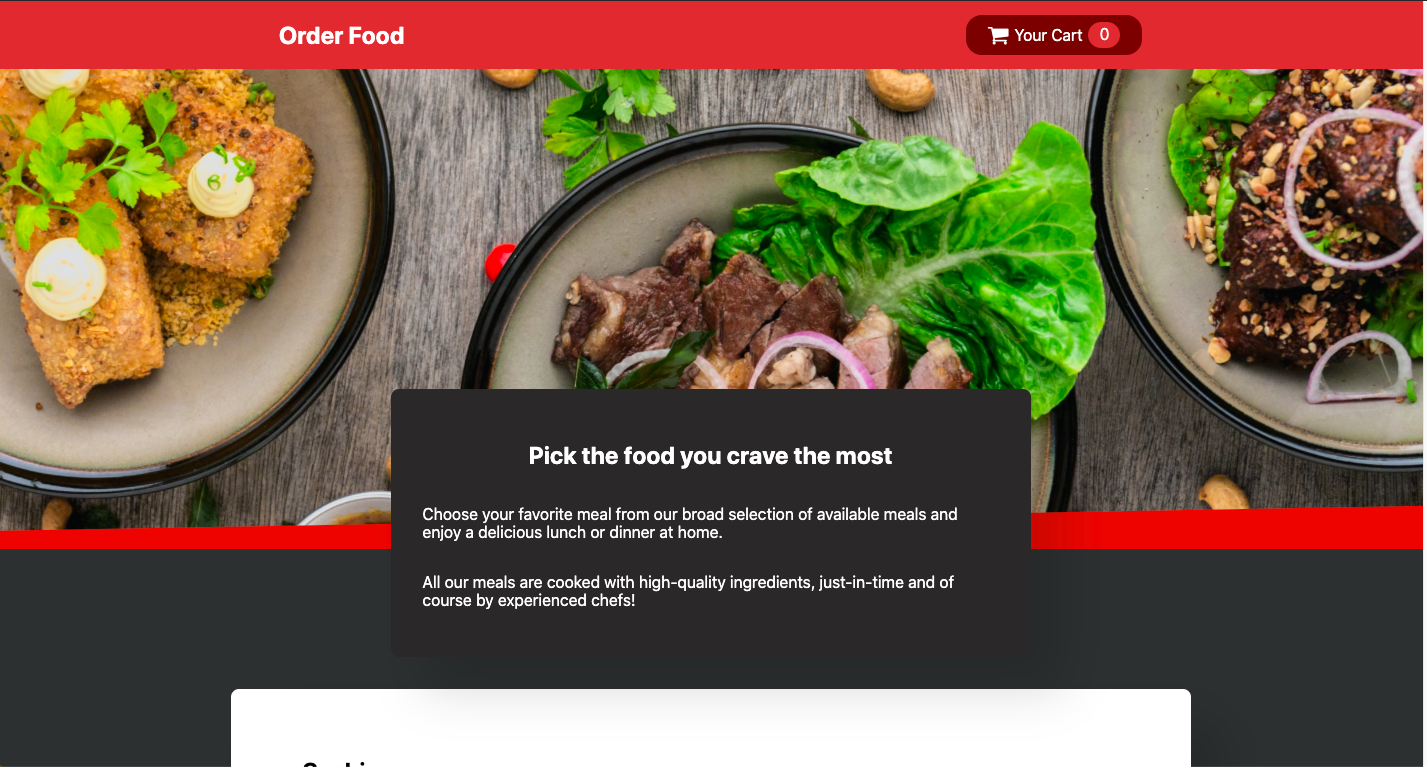 Order Food
Your Cart 0
Pick the food you crave the most
Choose your favorite meal from our broad selection of available meals and
enjoy a delicious lunch or dinner at home.
All our meals are cooked with high-quality ingredients, just-in-time and of
course by experienced chefs!